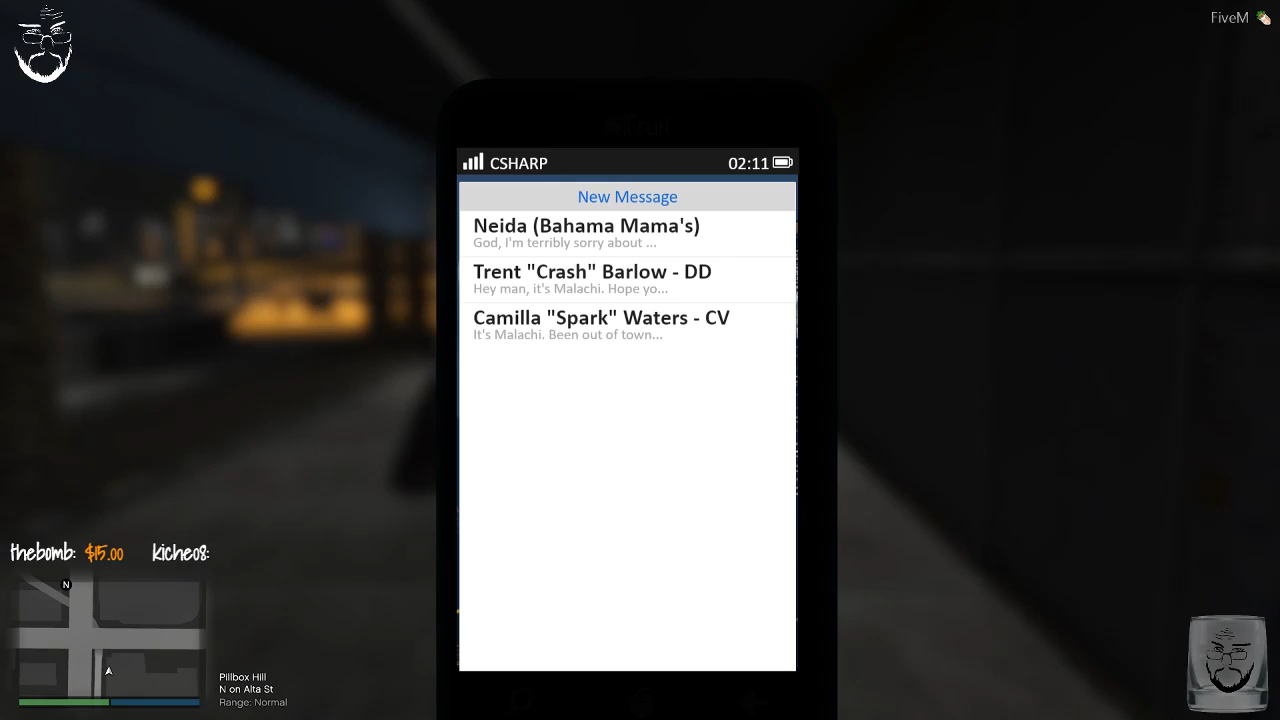 FiveM
CSHARP 02:11
New Message
Neida (Bahama Mama's)
God, I'm terribly sorry about ...
Trent "Crash" Barlow - DD
Hey man, it's Malachi. Hope yo...
Camilla "Spark" Waters - CV
It's Malachi. Been out of town...
thebomb: $15.00 kiche08:
N
Pillbox Hill
N on Alta St
Range: Normal